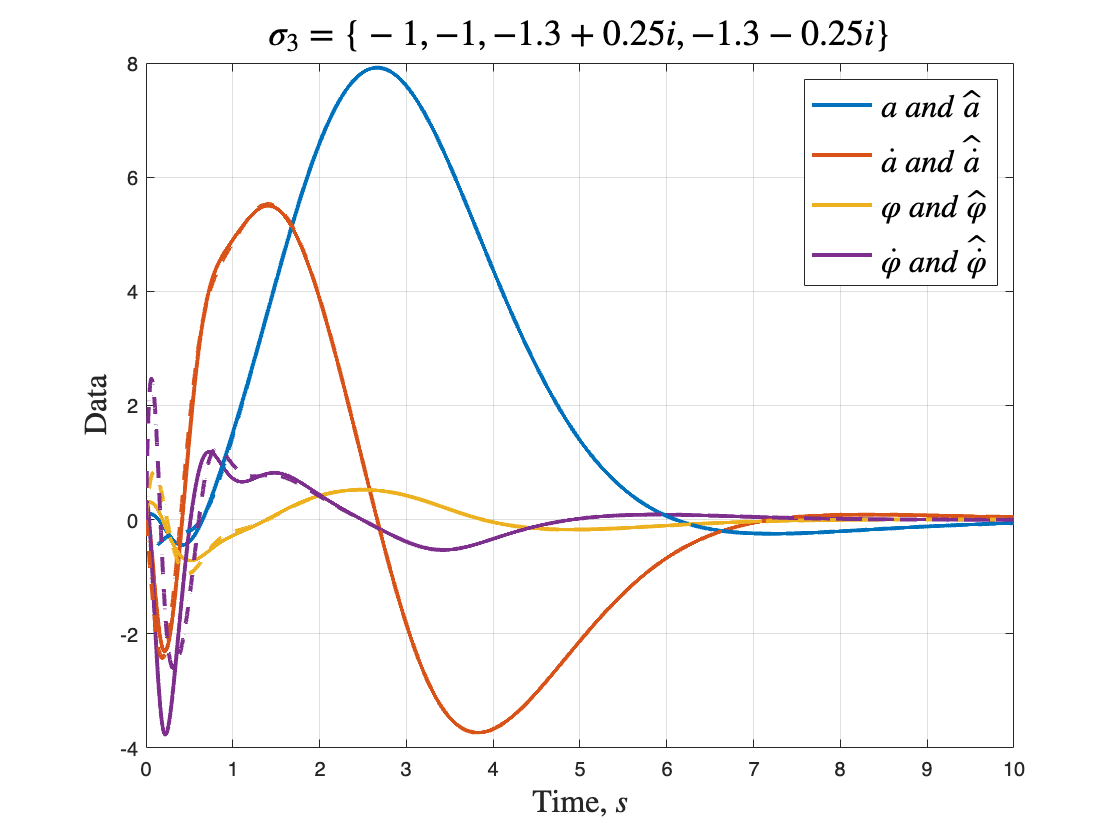 σ₃ = { − 1, −1, −1.3 + 0.25i, −1.3 − 0.25i}
8
6
4
2
0
-2
-4
Data
a and â
ȧ and ȧ̂
φ and φ̂
φ̇ and φ̇̂
0 1 2 3 4 5 6 7 8 9 10
Time, s